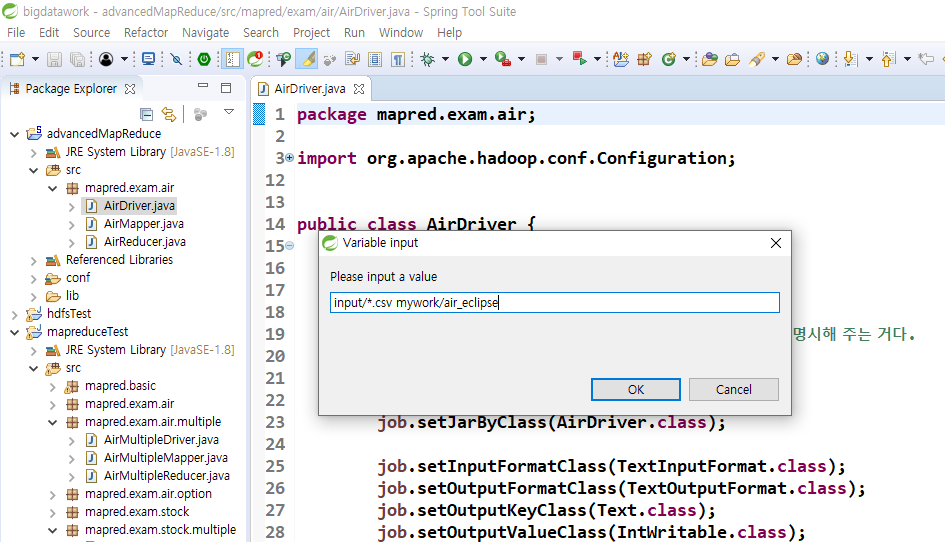 bigdatawork - advancedMapReduce/src/mapred/exam/air/AirDriver.java - Spring Tool Suite
File Edit Source Refactor Navigate Search Project Run Window Help
Package Explorer
advancedMapReduce
JRE System Library [JavaSE-1.8]
src
mapred.exam.air
AirDriver.java
AirMapper.java
AirReducer.java
Referenced Libraries
conf
lib
hdfsTest
mapreduceTest
JRE System Library [JavaSE-1.8]
src
mapred.basic
mapred.exam.air
mapred.exam.air.multiple
AirMultipleDriver.java
AirMultipleMapper.java
AirMultipleReducer.java
mapred.exam.air.option
mapred.exam.stock
mapred.exam.stock.multiple
AirDriver.java
1 package mapred.exam.air;
2
3 import org.apache.hadoop.conf.Configuration;
12
13
14 public class AirDriver {
15
16
17
18
19 명시해 주는 거다.
20
21
22
23 job.setJarByClass(AirDriver.class);
24
25 job.setInputFormatClass(TextInputFormat.class);
26 job.setOutputFormatClass(TextOutputFormat.class);
27 job.setOutputKeyClass(Text.class);
28 job.setOutputValueClass(IntWritable.class);
Variable input
Please input a value
input/*.csv mywork/air_eclipse
OK Cancel